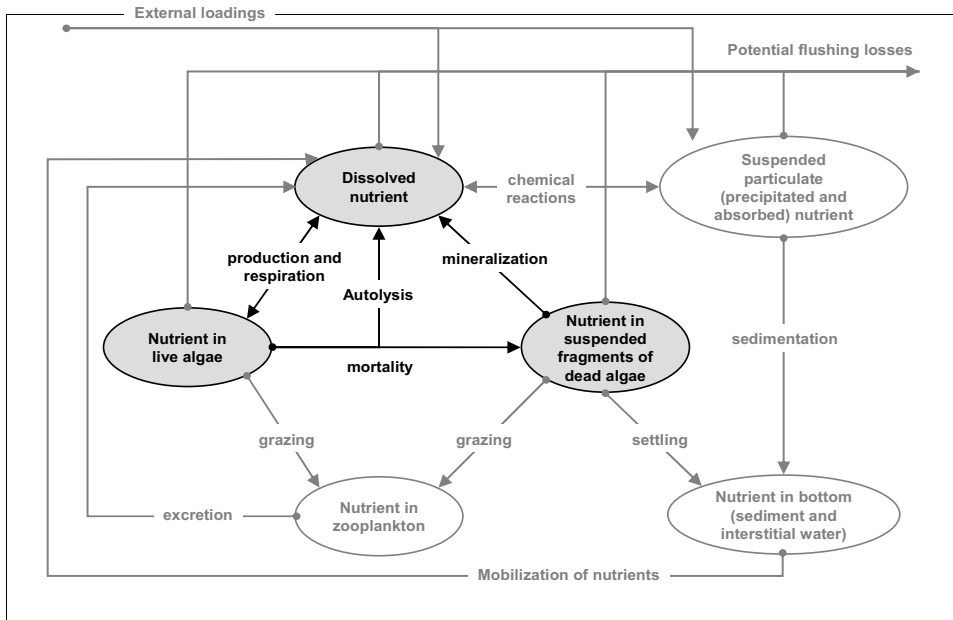 External loadings
Potential flushing losses
Dissolved
nutrient
chemical
reactions
Suspended
particulate
(precipitated and
absorbed) nutrient
production and
respiration
mineralization
Autolysis
Nutrient in
live algae
mortality
Nutrient in
suspended
fragments of
dead algae
sedimentation
grazing
grazing
settling
Nutrient in
zooplankton
excretion
Nutrient in bottom
(sediment and
interstitial water)
Mobilization of nutrients